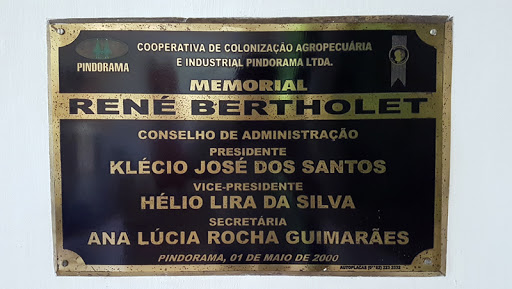 COOPERATIVA DE COLONIZAÇÃO AGROPECUÁRIA
E INDUSTRIAL PINDORAMA LTDA.
PINDORAMA
MEMORIAL
RENÉ BERTHOLET
CONSELHO DE ADMINISTRAÇÃO
PRESIDENTE
KLÉCIO JOSÉ DOS SANTOS
VICE-PRESIDENTE
HÉLIO LIRA DA SILVA
SECRETÁRIA
ANA LÚCIA ROCHA GUIMARÃES
PINDORAMA, 01 DE MAIO DE 2000
AUTOPLACAS